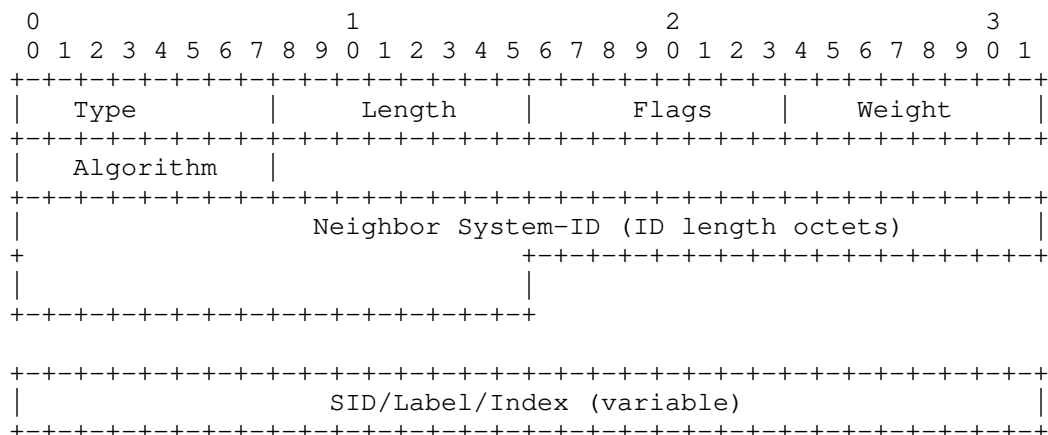 0                   1                   2                   3
0 1 2 3 4 5 6 7 8 9 0 1 2 3 4 5 6 7 8 9 0 1 2 3 4 5 6 7 8 9 0 1
+-+-+-+-+-+-+-+-+-+-+-+-+-+-+-+-+-+-+-+-+-+-+-+-+-+-+-+-+-+-+-+-+
|   Type        |     Length    |      Flags    |    Weight     |
+-+-+-+-+-+-+-+-+-+-+-+-+-+-+-+-+-+-+-+-+-+-+-+-+-+-+-+-+-+-+-+-+
|   Algorithm   |
+-+-+-+-+-+-+-+-+-+-+-+-+-+-+-+-+-+-+-+-+-+-+-+-+-+-+-+-+-+-+-+-+
|                  Neighbor System-ID (ID length octets)        |
+                               +-+-+-+-+-+-+-+-+-+-+-+-+-+-+-+-+
|                               |
+-+-+-+-+-+-+-+-+-+-+-+-+-+-+-+-+
+-+-+-+-+-+-+-+-+-+-+-+-+-+-+-+-+-+-+-+-+-+-+-+-+-+-+-+-+-+-+-+-+
|                   SID/Label/Index (variable)                  |
+-+-+-+-+-+-+-+-+-+-+-+-+-+-+-+-+-+-+-+-+-+-+-+-+-+-+-+-+-+-+-+-+